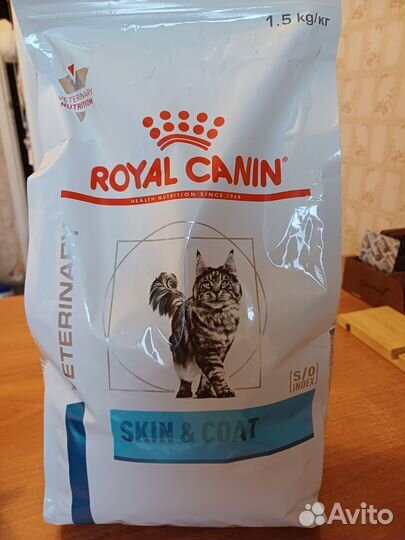 1.5 kg/кг
VETERINARY
NUTRITION
ROYAL CANIN®
HEALTH NUTRITION SINCE 1968
VETERINARY
S/O
INDEX
SKIN & COAT
Avito